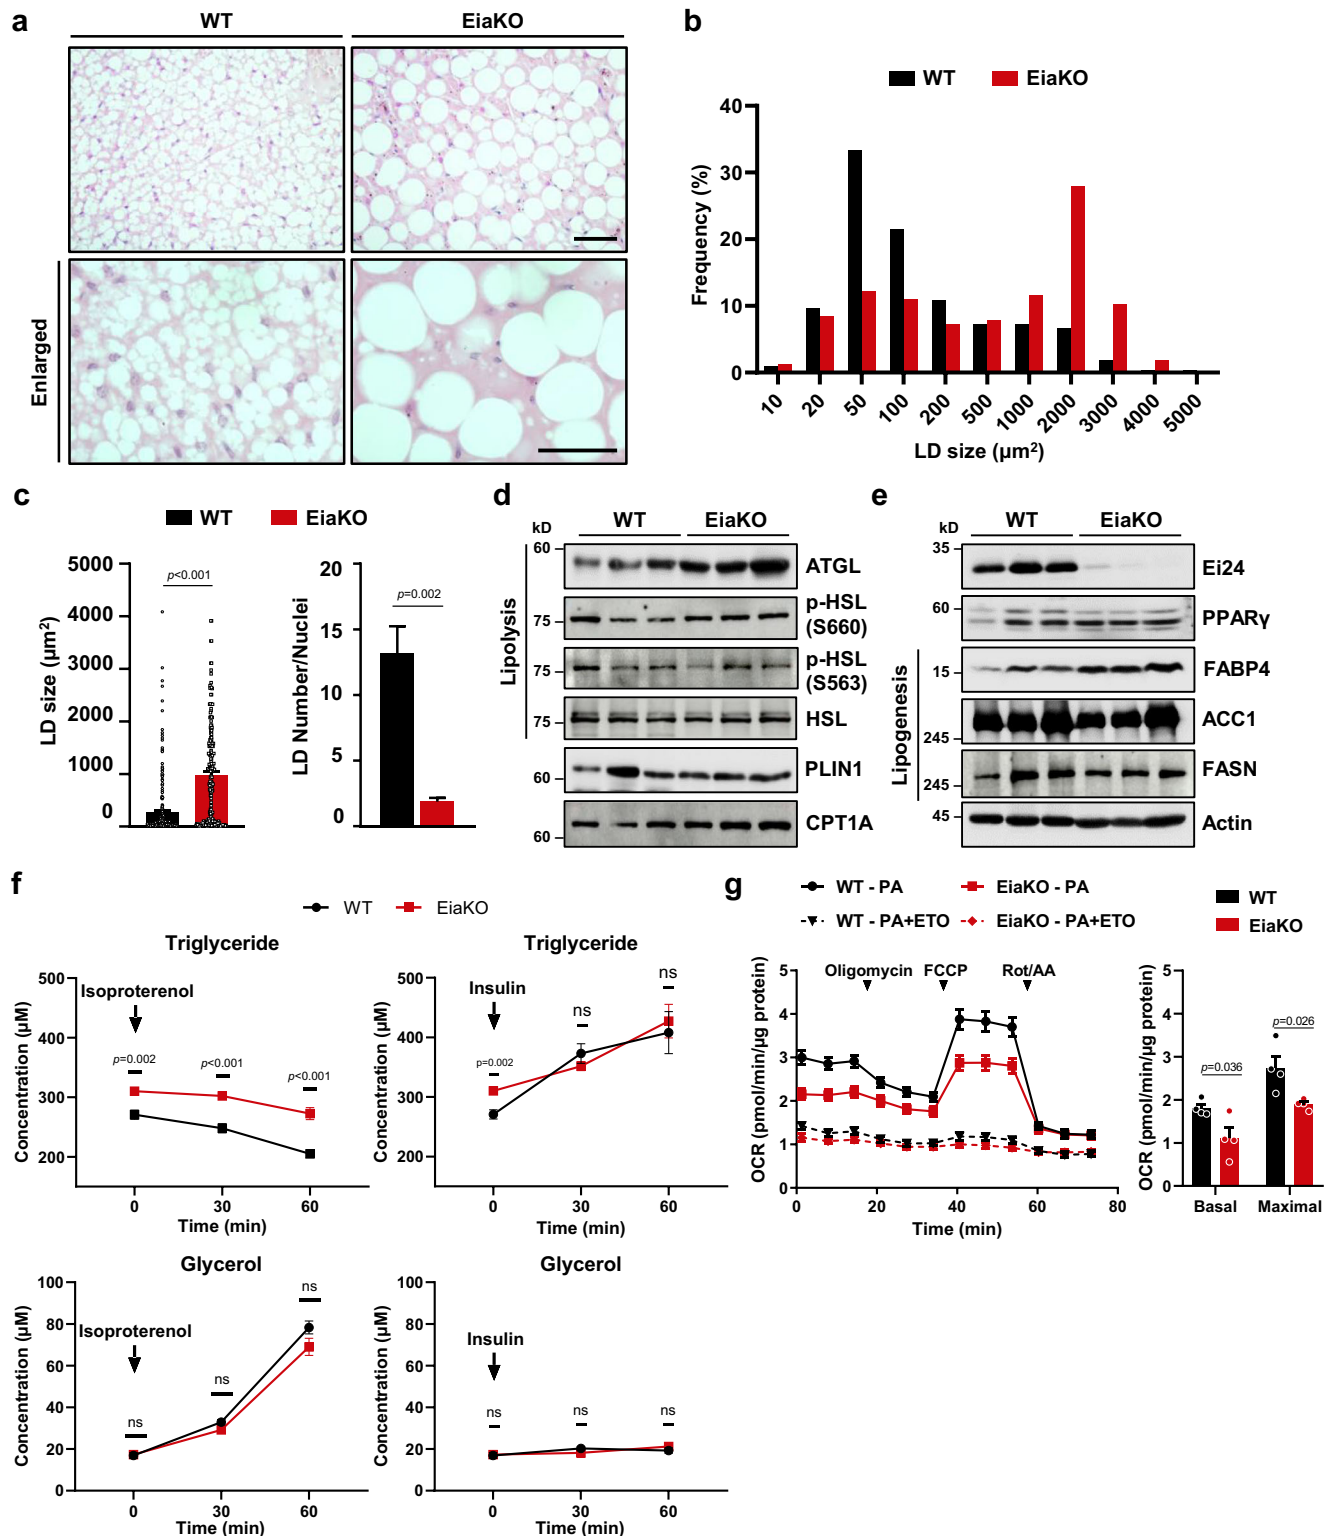 a
WT
EiaKO
Enlarged
b
WT
EiaKO
Frequency (%)
40
30
20
10
0
10
20
50
100
200
500
1000
2000
3000
4000
5000
LD size (µm²)
c
WT
EiaKO
LD size (µm²)
5000
4000
3000
2000
1000
0
p<0.001
LD Number/Nuclei
20
15
10
5
0
p=0.002
d
kD
WT
EiaKO
Lipolysis
60
ATGL
75
p-HSL
(S660)
75
p-HSL
(S563)
75
HSL
60
PLIN1
60
CPT1A
e
kD
WT
EiaKO
35
Ei24
60
PPARγ
Lipogenesis
15
FABP4
245
ACC1
245
FASN
45
Actin
f
WT
EiaKO
Triglyceride
Concentration (µM)
500
400
300
200
Isoproterenol
p=0.002
p<0.001
p<0.001
0
30
60
Time (min)
Triglyceride
Concentration (µM)
500
400
300
200
Insulin
p=0.002
ns
ns
0
30
60
Time (min)
Glycerol
Concentration (µM)
100
80
60
40
20
0
Isoproterenol
ns
ns
ns
0
30
60
Time (min)
Glycerol
Concentration (µM)
100
80
60
40
20
0
Insulin
ns
ns
ns
0
30
60
Time (min)
g
WT - PA
EiaKO - PA
WT - PA+ETO
EiaKO - PA+ETO
OCR (pmol/min/µg protein)
5
4
3
2
1
0
Oligomycin
FCCP
Rot/AA
0
20
40
60
80
Time (min)
WT
EiaKO
OCR (pmol/min/µg protein)
5
4
3
2
1
0
p=0.036
p=0.026
Basal
Maximal